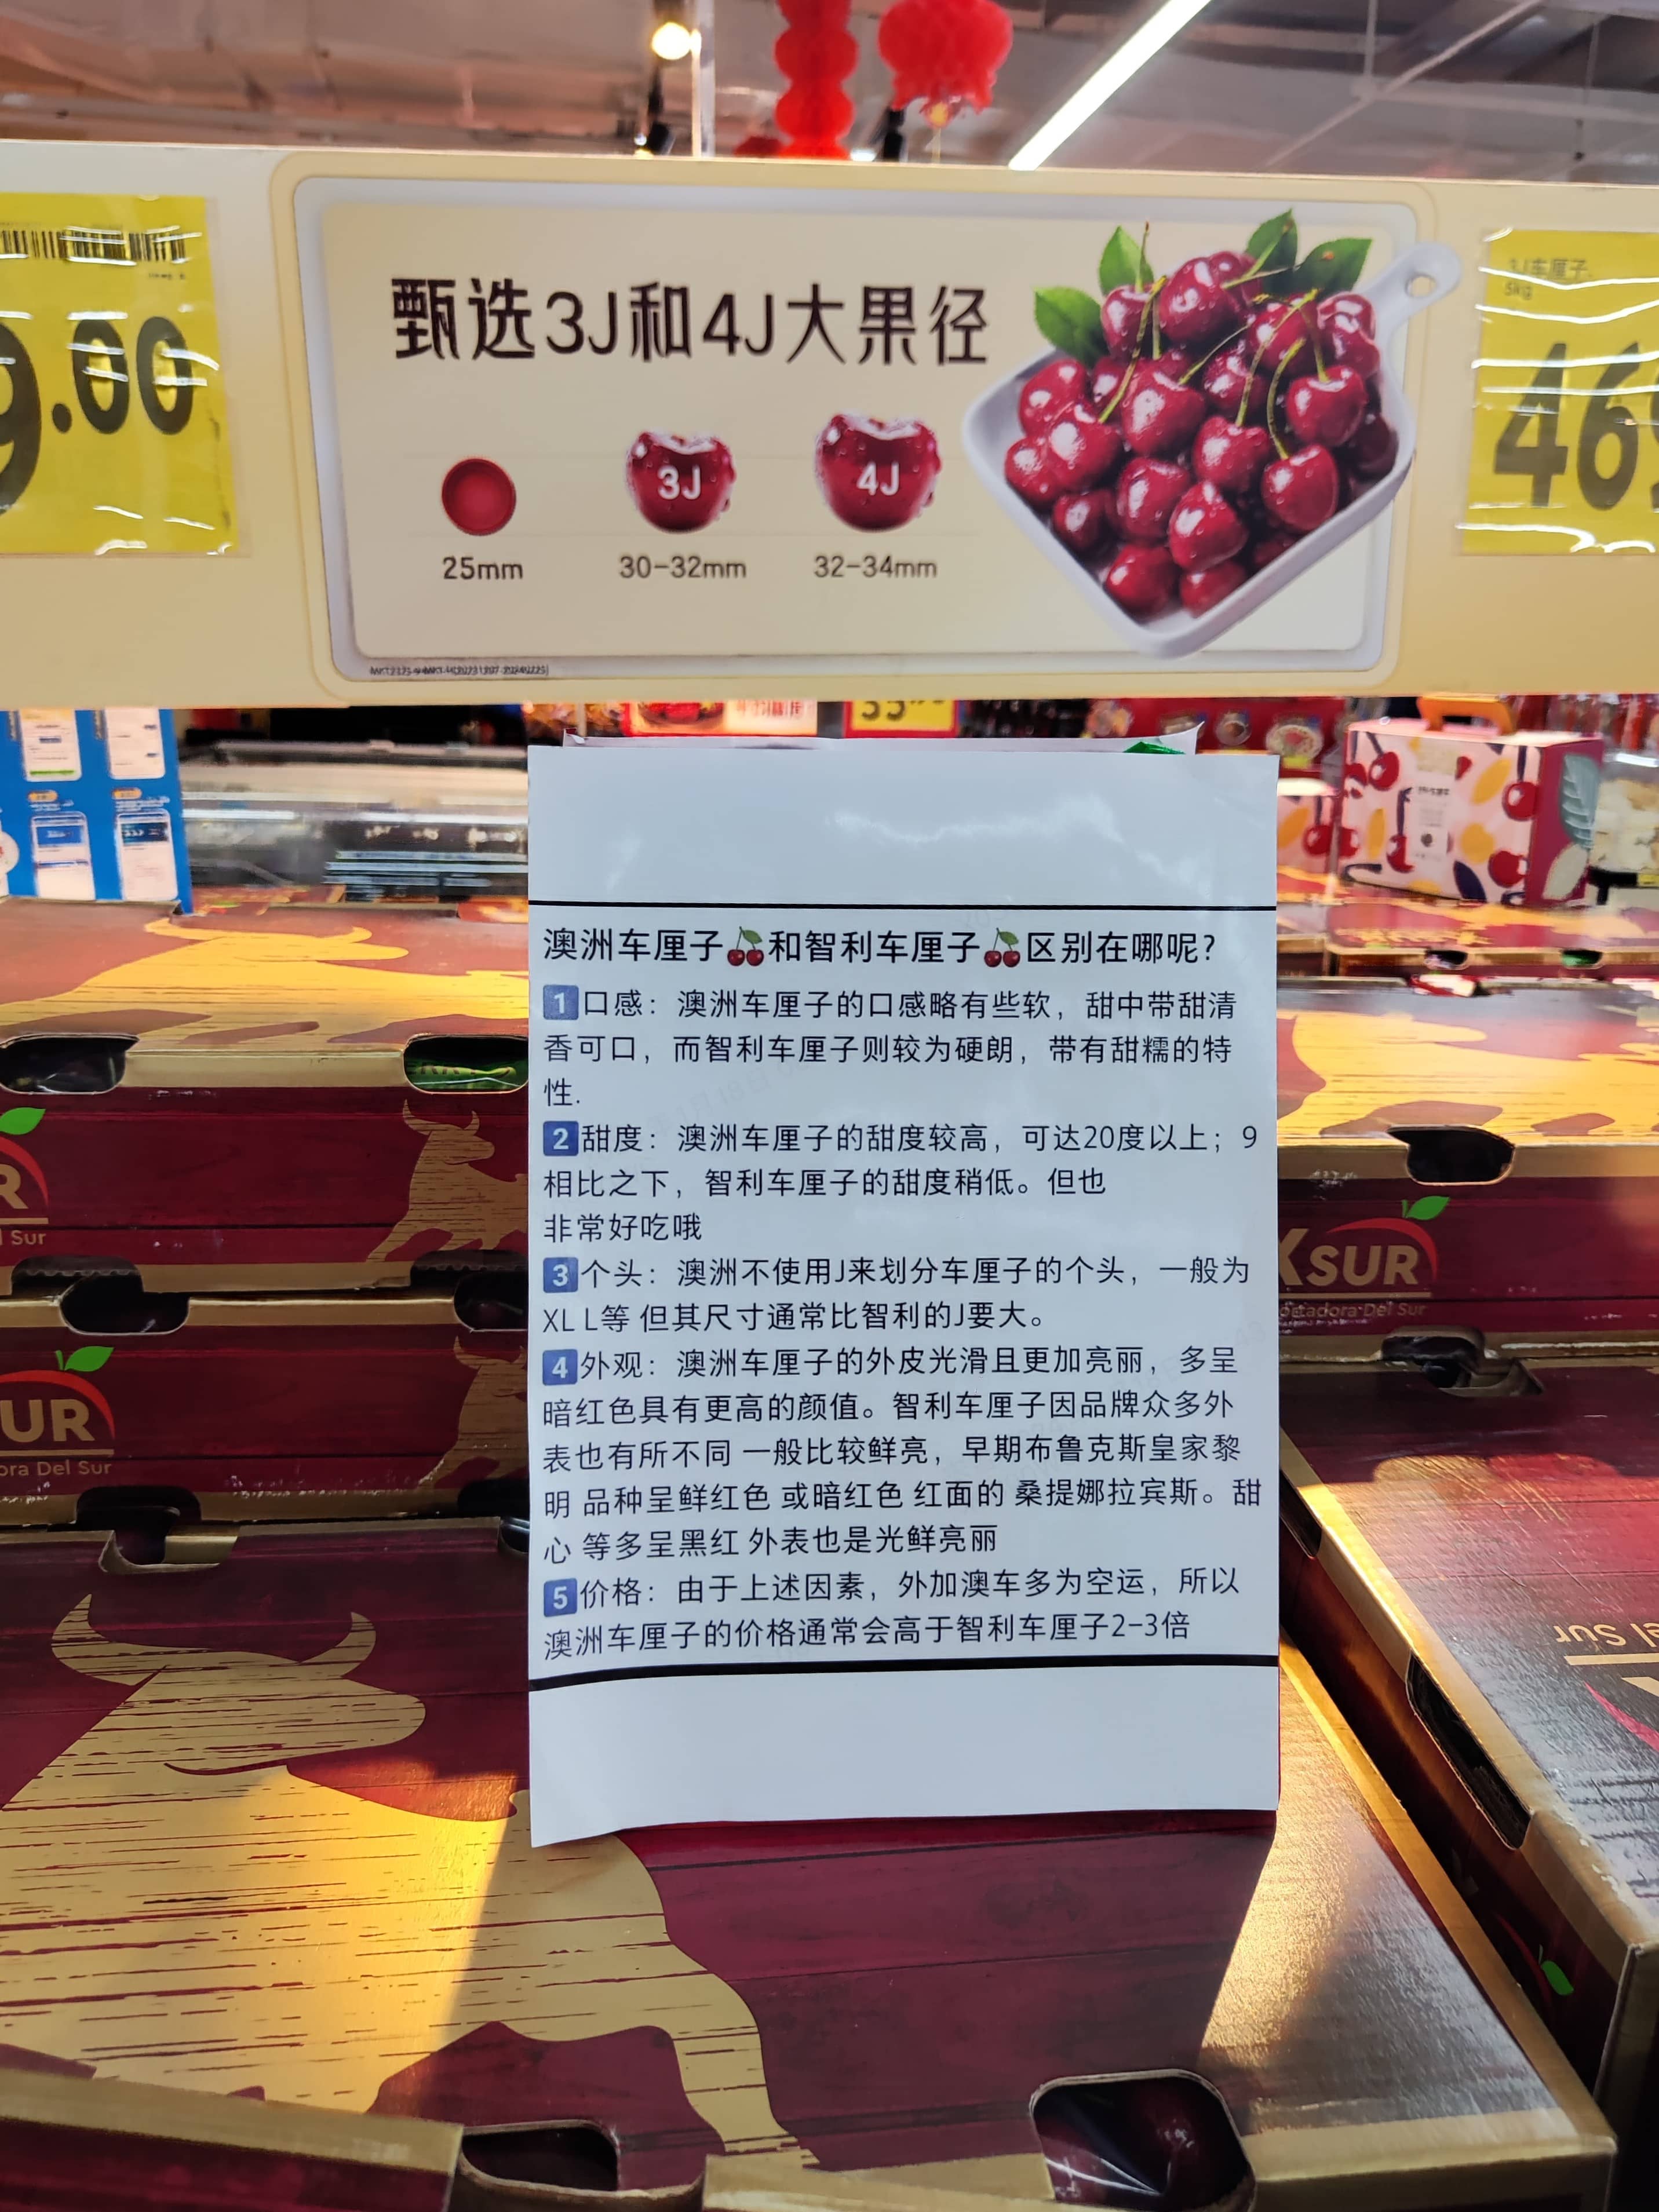 9.00
甄选3J和4J大果径
3J
4J
25mm
30-32mm
32-34mm
3J车厘子
5kg
46
澳洲车厘子🍒和智利车厘子🍒区别在哪呢?
1口感：澳洲车厘子的口感略有些软，甜中带甜清
香可口，而智利车厘子则较为硬朗，带有甜糯的特
性.
2甜度：澳洲车厘子的甜度较高，可达20度以上；9
相比之下，智利车厘子的甜度稍低。但也
非常好吃哦
3个头：澳洲不使用J来划分车厘子的个头，一般为
XL L等 但其尺寸通常比智利的J要大。
4外观：澳洲车厘子的外皮光滑且更加亮丽，多呈
暗红色具有更高的颜值。智利车厘子因品牌众多外
表也有所不同 一般比较鲜亮，早期布鲁克斯皇家黎
明 品种呈鲜红色 或暗红色 红面的 桑提娜拉宾斯。甜
心 等多呈黑红 外表也是光鲜亮丽
5价格：由于上述因素，外加澳车多为空运，所以
澳洲车厘子的价格通常会高于智利车厘子2-3倍
R
l Sur
UR
ora Del Sur
XSUR
ortadora Del Sur
el Sur